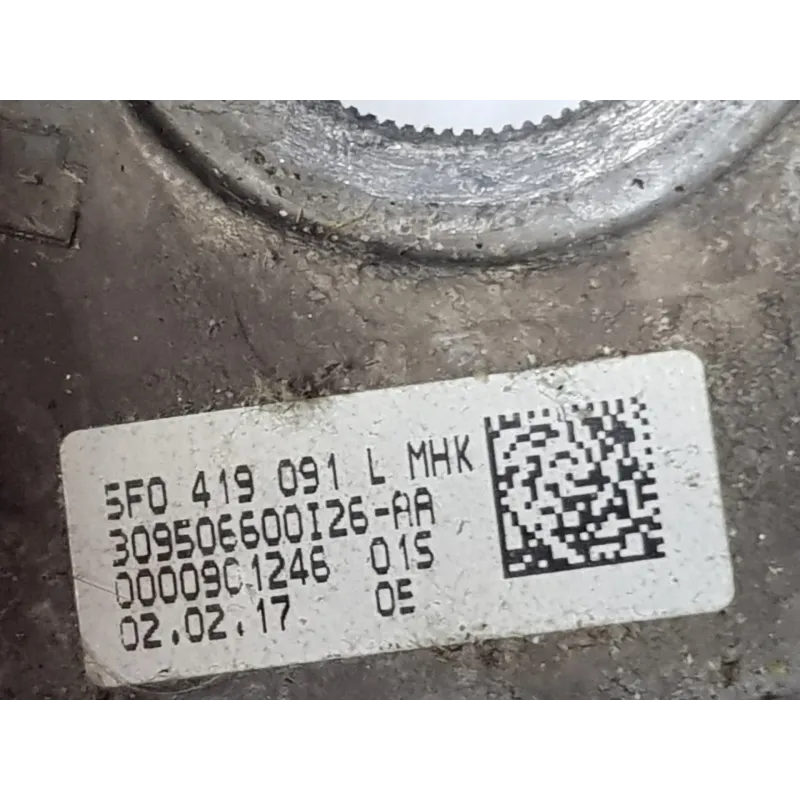 5F0 419 091 L MHK
309506600I26-AA
00009C1246 01S
02.02.17 0E